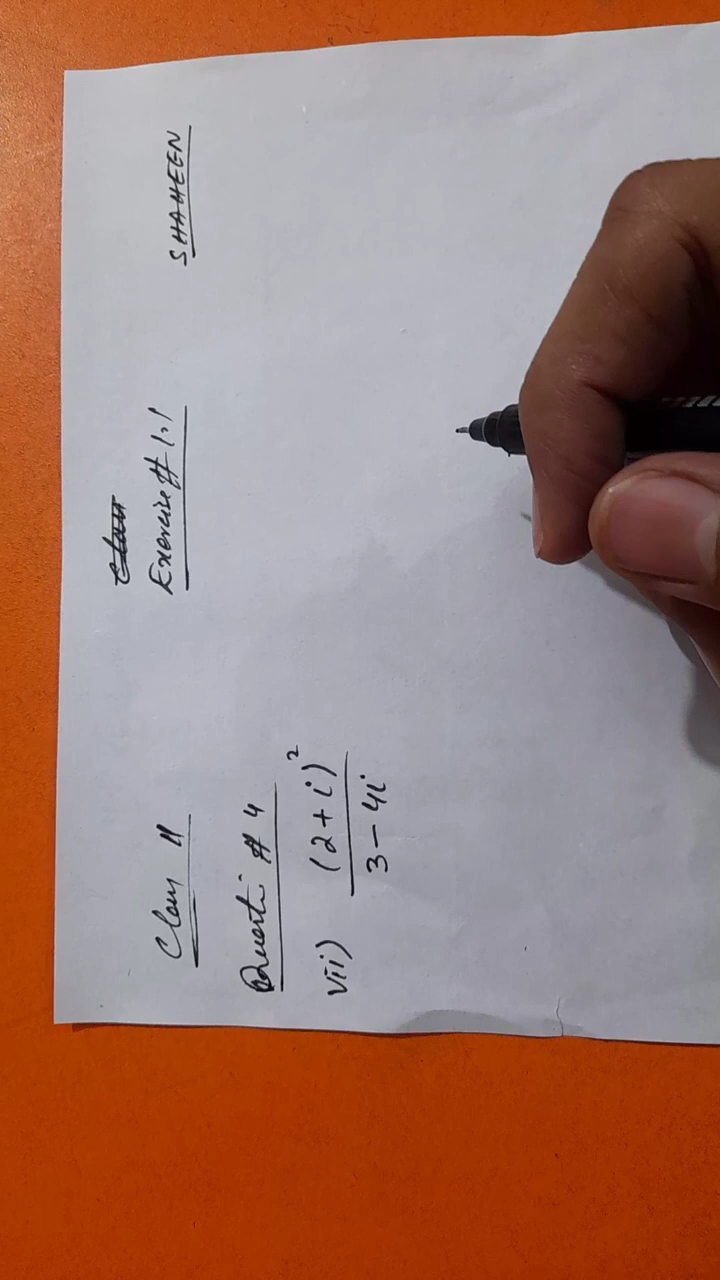 Class 11
Exercise # 1.1
SHAHEEN
Questi # 4
vii) (2+i)²
3-4i